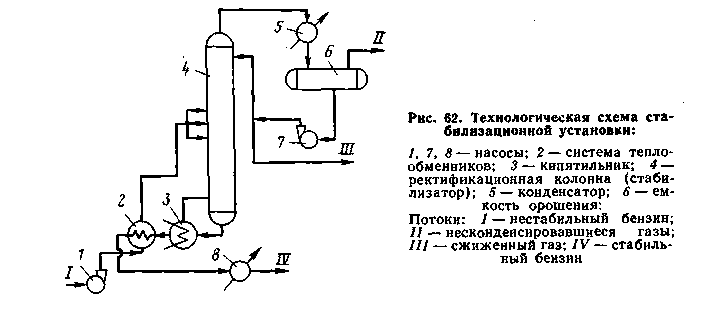 5
II
6
4
7
III
2
3
1
I
8
IV
Рис. 62. Технологическая схема ста-
билизационной установки:
1, 7, 8 — насосы; 2 — система тепло-
обменников; 3 — кипятильник; 4 —
ректификационная колонна (стаби-
лизатор); 5 — конденсатор; 6 — ем-
кость орошения;
Потоки: I — нестабильный бензин;
II — несконденсировавшиеся газы;
III — сжиженный газ; IV — стабиль-
ный бензин